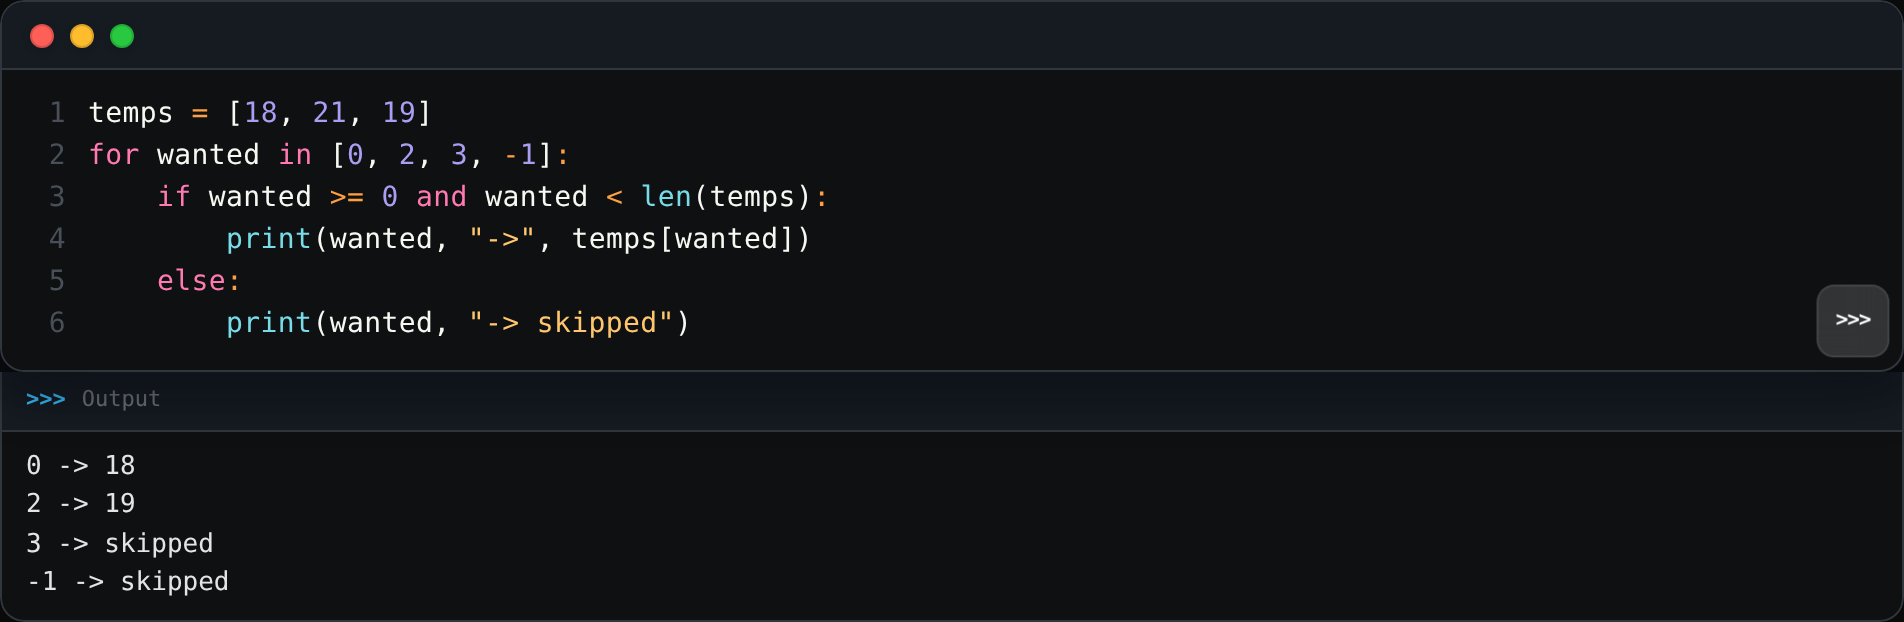 1 temps = [18, 21, 19]
2 for wanted in [0, 2, 3, -1]:
3     if wanted >= 0 and wanted < len(temps):
4         print(wanted, "->", temps[wanted])
5     else:
6         print(wanted, "-> skipped")
>>>
>>> Output
0 -> 18
2 -> 19
3 -> skipped
-1 -> skipped